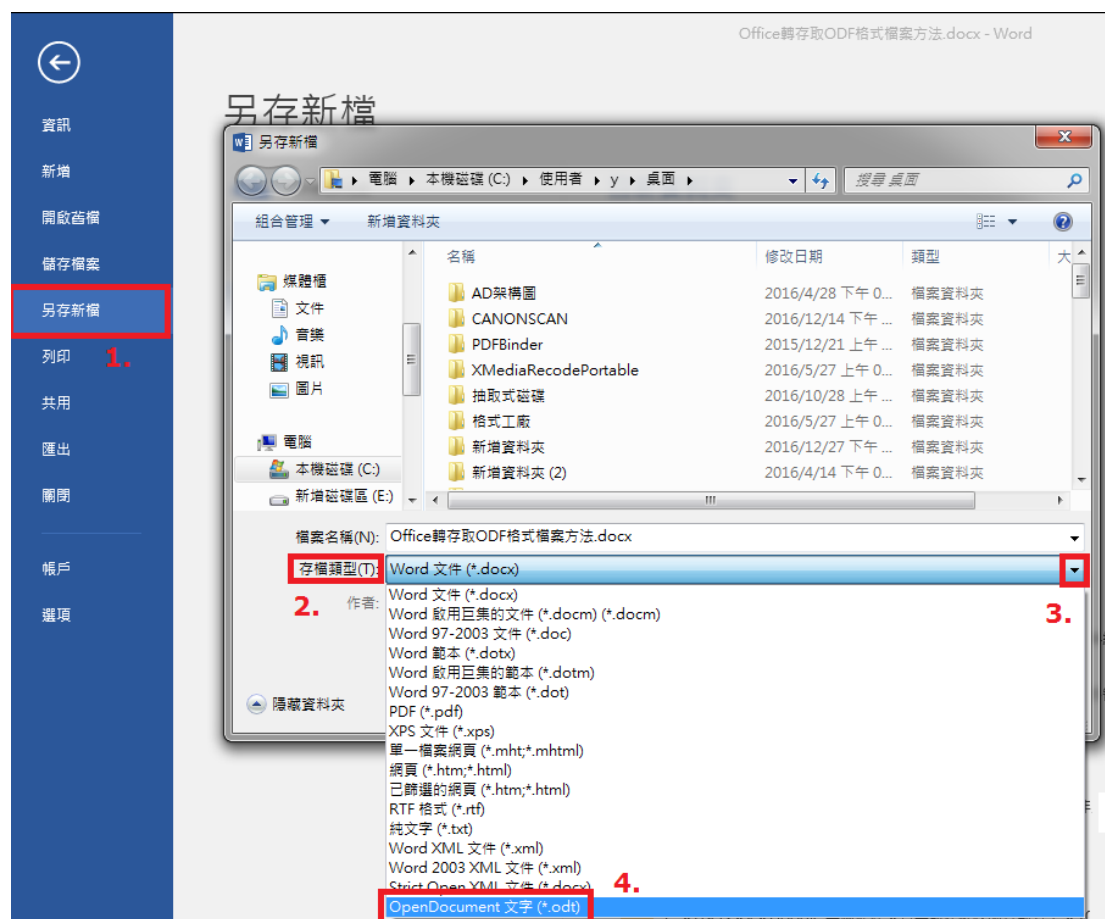 Office轉存取ODF格式檔案方法.docx - Word
另存新檔
資訊
新增
開啟舊檔
儲存檔案
另存新檔
1.
列印
共用
匯出
關閉
帳戶
選項
另存新檔
電腦 本機磁碟 (C:) 使用者 y 桌面
搜尋 桌面
組合管理 新增資料夾
媒體櫃
文件
音樂
視訊
圖片
電腦
本機磁碟 (C:)
新增磁碟區 (E:)
名稱 修改日期 類型 大
AD架構圖 2016/4/28 下午 0... 檔案資料夾
CANONSCAN 2016/12/14 下午 ... 檔案資料夾
PDFBinder 2015/12/21 上午 ... 檔案資料夾
XMediaRecodePortable 2016/5/27 上午 0... 檔案資料夾
抽取式磁碟 2016/10/28 上午 ... 檔案資料夾
格式工廠 2016/5/27 上午 0... 檔案資料夾
新增資料夾 2016/12/27 下午 ... 檔案資料夾
新增資料夾 (2) 2016/4/14 下午 0... 檔案資料夾
檔案名稱(N): Office轉存取ODF格式檔案方法.docx
存檔類型(T): Word 文件 (*.docx)
2.
3.
作者:
隱藏資料夾
Word 文件 (*.docx)
Word 啟用巨集的文件 (*.docm) (*.docm)
Word 97-2003 文件 (*.doc)
Word 範本 (*.dotx)
Word 啟用巨集的範本 (*.dotm)
Word 97-2003 範本 (*.dot)
PDF (*.pdf)
XPS 文件 (*.xps)
單一檔案網頁 (*.mht;*.mhtml)
網頁 (*.htm;*.html)
已篩選的網頁 (*.htm;*.html)
RTF 格式 (*.rtf)
純文字 (*.txt)
Word XML 文件 (*.xml)
Word 2003 XML 文件 (*.xml)
Strict Open XML 文件 (*.docx)
4.
OpenDocument 文字 (*.odt)